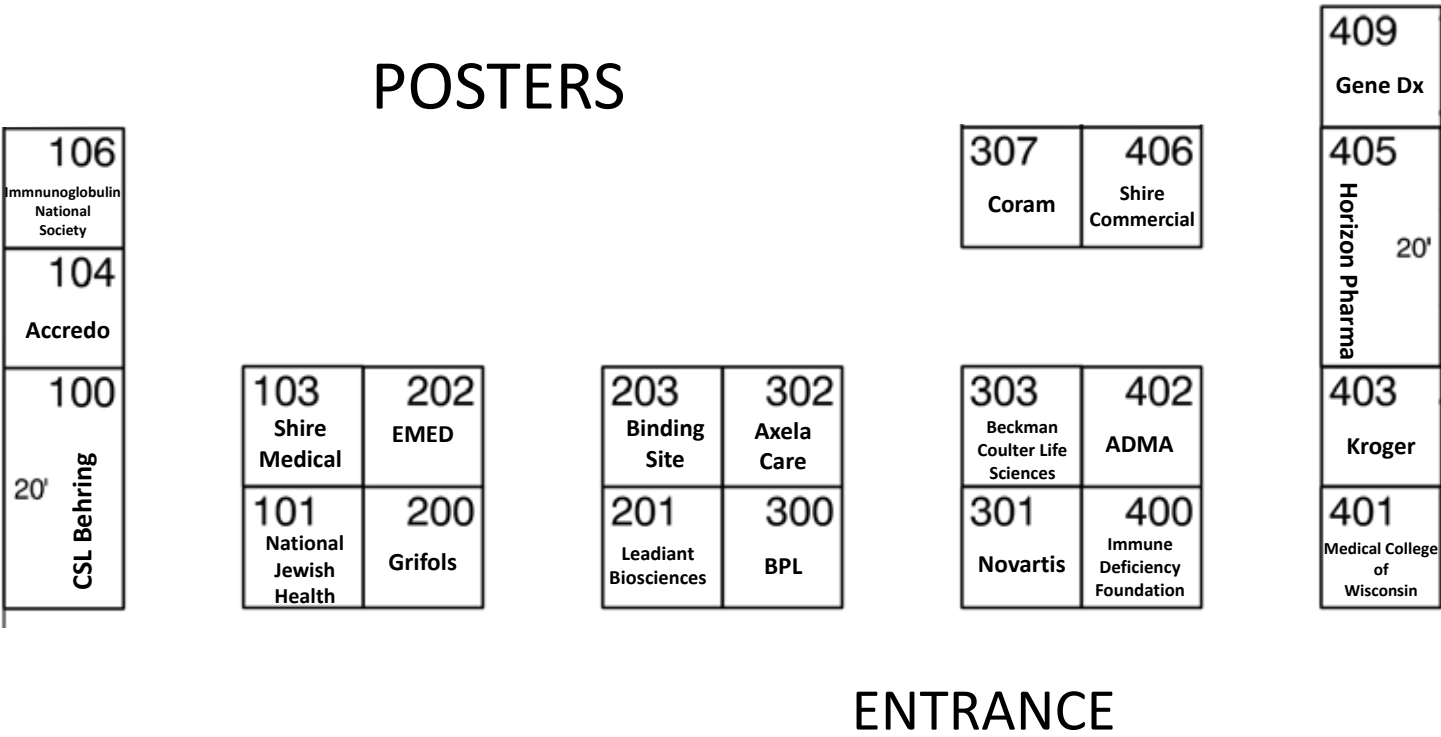 POSTERS
409
Gene Dx
106
Immnunoglobulin
National
Society
307
Coram
406
Shire
Commercial
405
Horizon Pharma
20'
104
Accredo
100
20'
CSL Behring
103
Shire
Medical
202
EMED
203
Binding
Site
302
Axela
Care
303
Beckman
Coulter Life
Sciences
402
ADMA
403
Kroger
101
National
Jewish
Health
200
Grifols
201
Leadiant
Biosciences
300
BPL
301
Novartis
400
Immune
Deficiency
Foundation
401
Medical College
of
Wisconsin
ENTRANCE